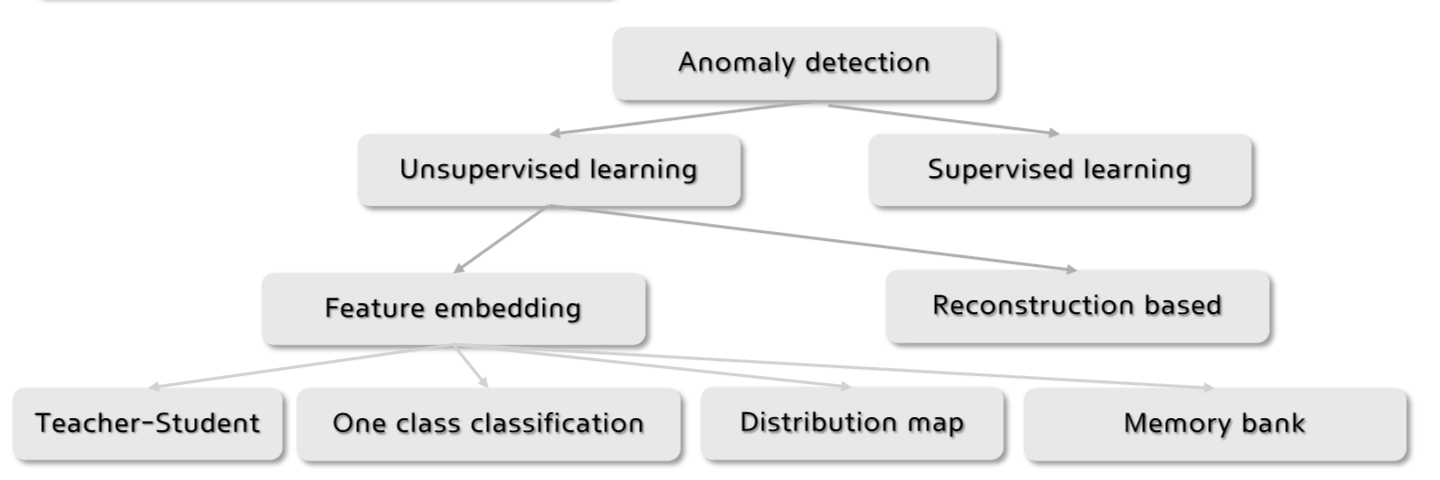 Anomaly detection
Unsupervised learning
Supervised learning
Feature embedding
Reconstruction based
Teacher-Student
One class classification
Distribution map
Memory bank